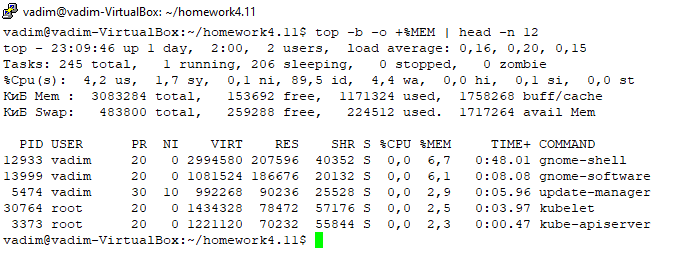 vadim@vadim-VirtualBox: ~/homework4.11
vadim@vadim-VirtualBox:~/homework4.11$ top -b -o +%MEM | head -n 12
top - 23:09:46 up 1 day,  2:00,  2 users,  load average: 0,16, 0,20, 0,15
Tasks: 245 total,   1 running, 206 sleeping,   0 stopped,   0 zombie
%Cpu(s):  4,2 us,  1,7 sy,  0,1 ni, 89,5 id,  4,4 wa,  0,0 hi,  0,1 si,  0,0 st
КиБ Mem :  3083284 total,   153692 free,  1171324 used,  1758268 buff/cache
КиБ Swap:   483800 total,   259288 free,   224512 used.  1717264 avail Mem
  PID USER      PR  NI    VIRT    RES    SHR S %CPU %MEM     TIME+ COMMAND
12933 vadim     20   0 2994580 207596  40352 S  0,0  6,7   0:48.01 gnome-shell
13999 vadim     20   0 1081524 186676  20132 S  0,0  6,1   0:08.08 gnome-software
 5474 vadim     30  10  992268  90236  25528 S  0,0  2,9   0:05.96 update-manager
30764 root      20   0 1434328  78472  57176 S  0,0  2,5   0:03.97 kubelet
 3373 root      20   0 1221120  70232  55844 S  0,0  2,3   0:00.47 kube-apiserver
vadim@vadim-VirtualBox:~/homework4.11$